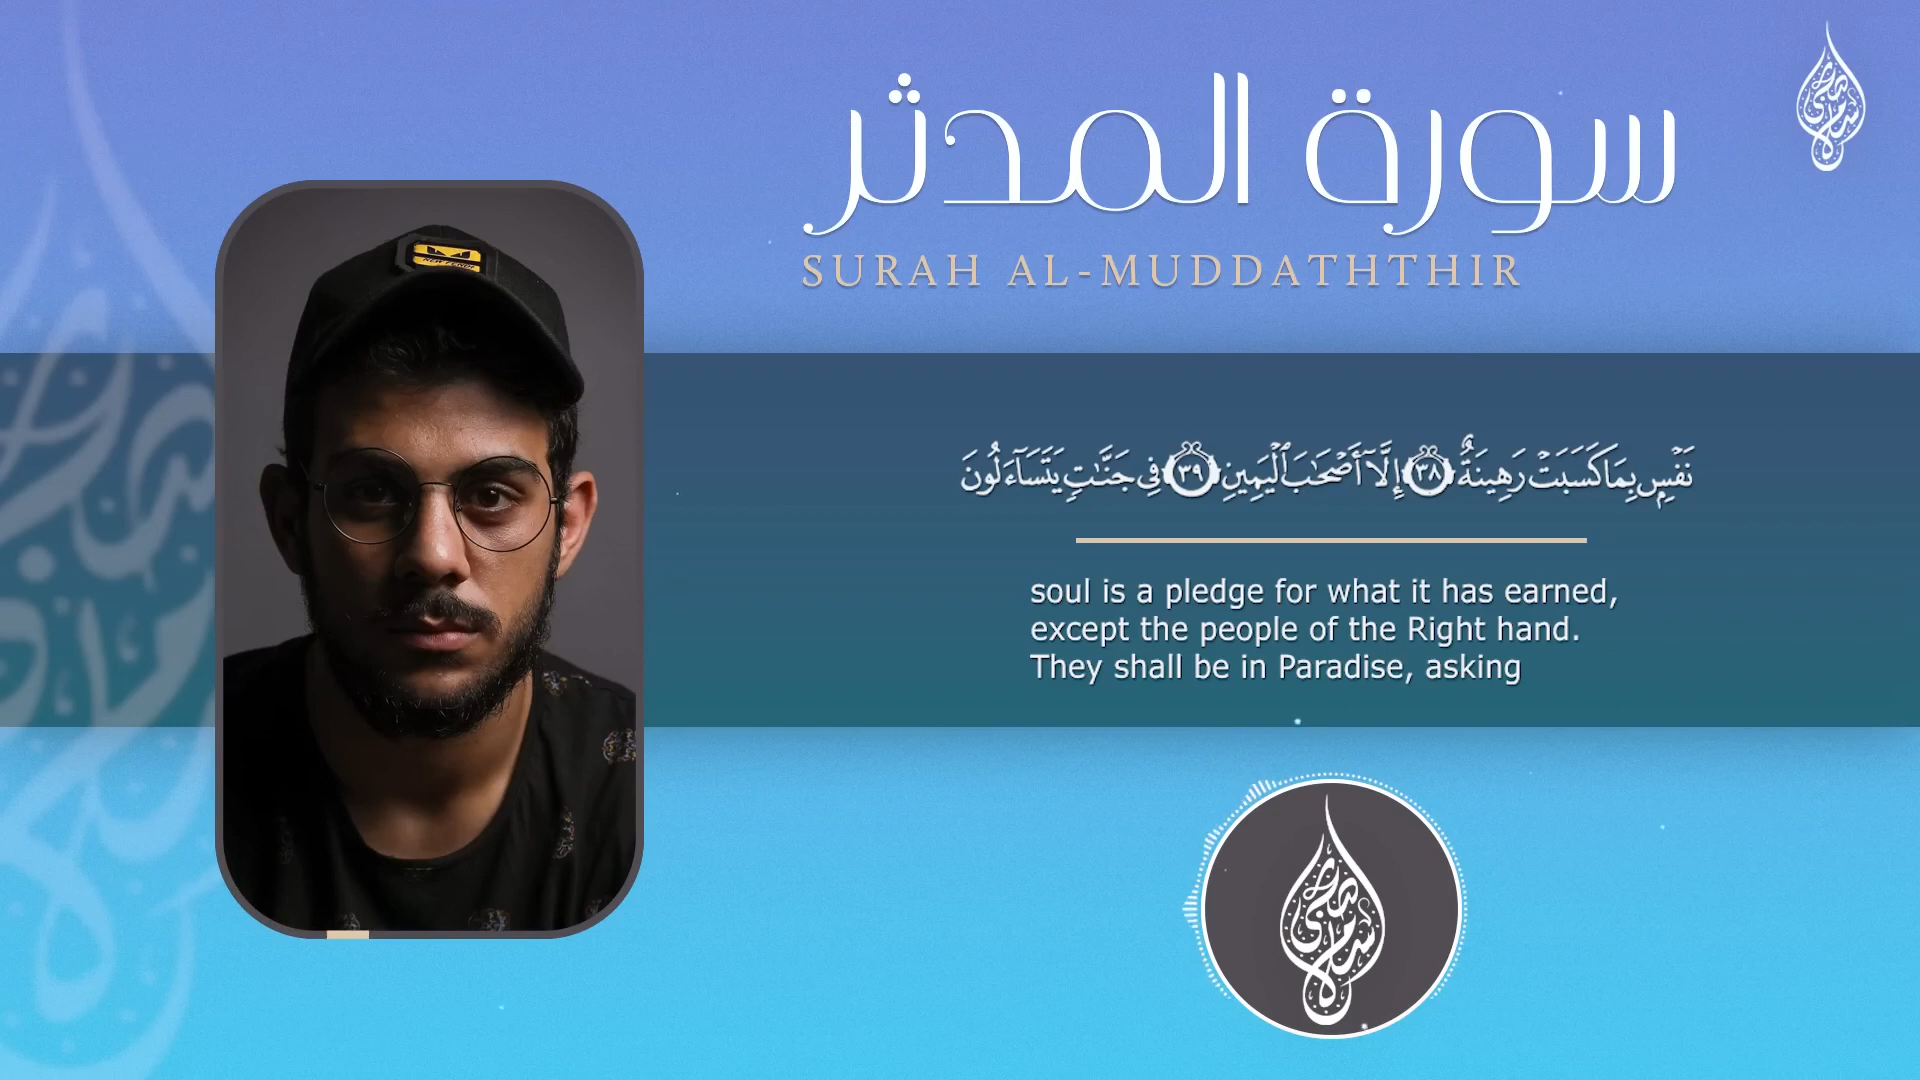 سورة المدثر
SURAH AL-MUDDATHTHIR
نَفْسٍۭ بِمَا كَسَبَتْ رَهِينَةٌ ٣٨ إِلَّآ أَصْحَٰبَ ٱلْيَمِينِ ٣٩ فِى جَنَّٰتٍ يَتَسَآءَلُونَ
soul is a pledge for what it has earned,
except the people of the Right hand.
They shall be in Paradise, asking